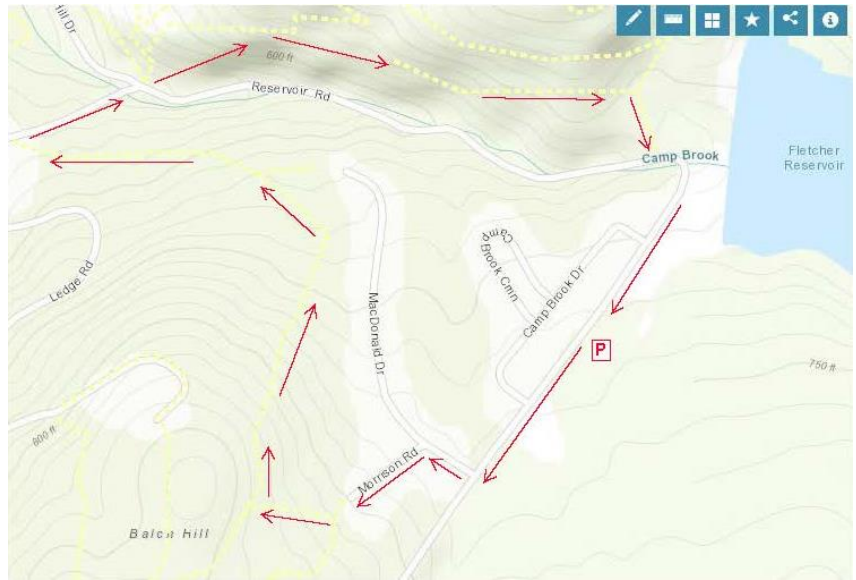 Hill Dr
600 ft
Reservoir Rd
Camp Brook
Fletcher
Reservoir
Camp
Brook Cmn
Camp Brook Dr
Ledge Rd
MacDonald Dr
P
750 ft
800 ft
Morrison Rd
Balch Hill